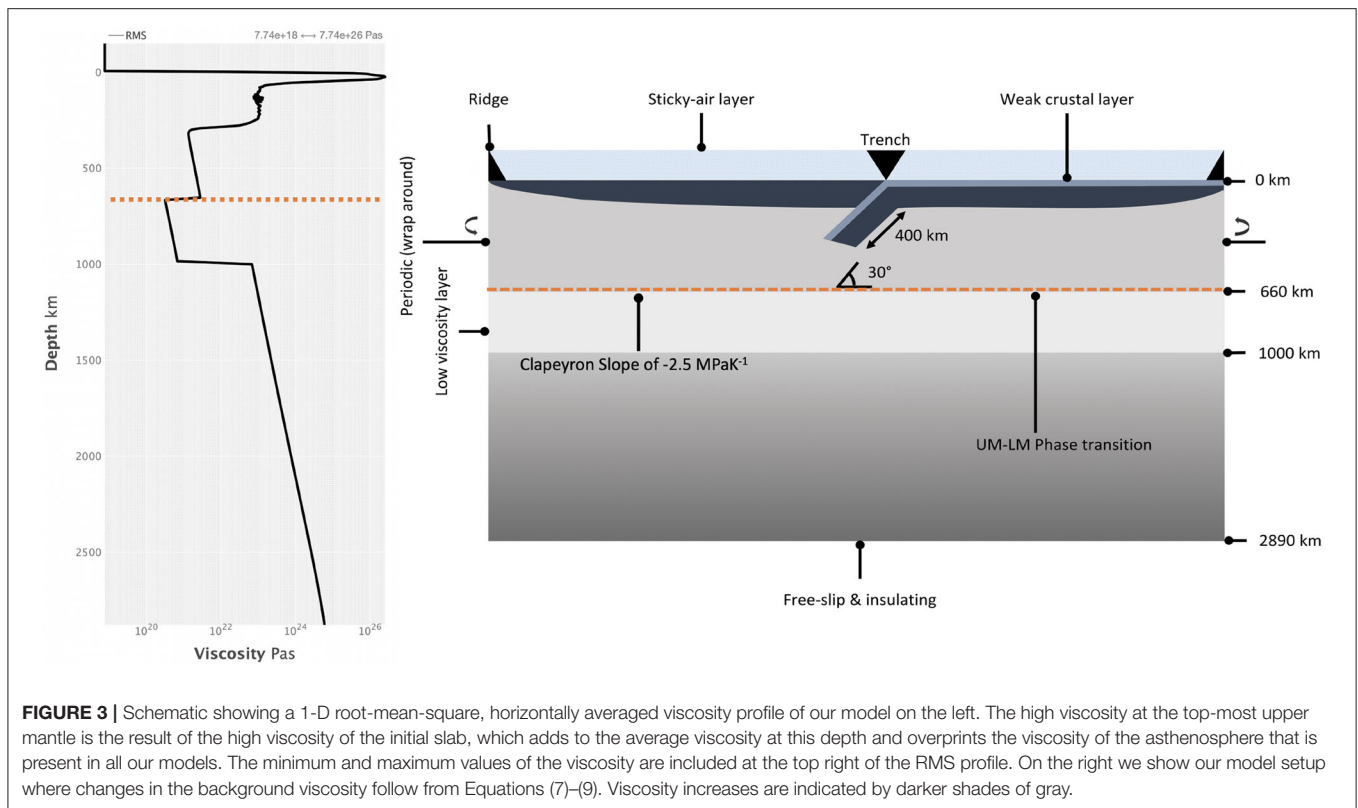 RMS
7.74e+18 ⟷ 7.74e+26 Pas
0
500
1000
1500
2000
2500
Depth km
10²⁰
10²²
10²⁴
10²⁶
Viscosity Pas
Ridge
Sticky-air layer
Weak crustal layer
Trench
0 km
Periodic (wrap around)
400 km
30°
660 km
Low viscosity layer
Clapeyron Slope of -2.5 MPaK⁻¹
1000 km
UM-LM Phase transition
2890 km
Free-slip & insulating
FIGURE 3 | Schematic showing a 1-D root-mean-square, horizontally averaged viscosity profile of our model on the left. The high viscosity at the top-most upper
mantle is the result of the high viscosity of the initial slab, which adds to the average viscosity at this depth and overprints the viscosity of the asthenosphere that is
present in all our models. The minimum and maximum values of the viscosity are included at the top right of the RMS profile. On the right we show our model setup
where changes in the background viscosity follow from Equations (7)–(9). Viscosity increases are indicated by darker shades of gray.